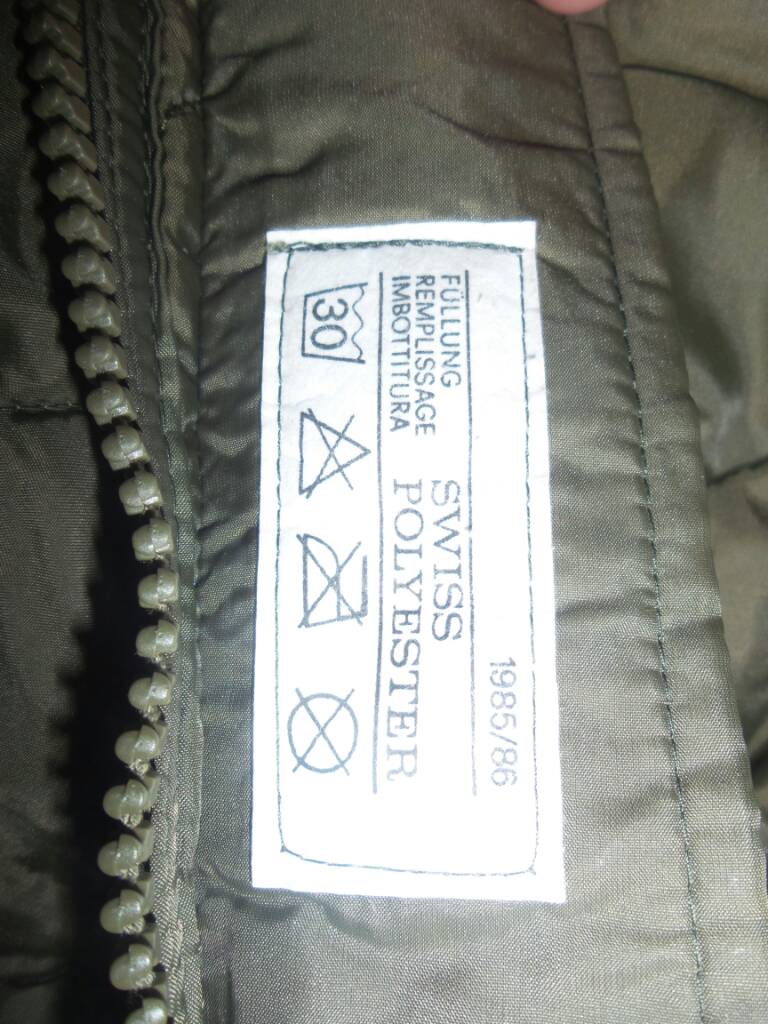 1985/86
FÜLLUNG
REMPLISSAGE
IMBOTTITURA
SWISS
POLYESTER
30